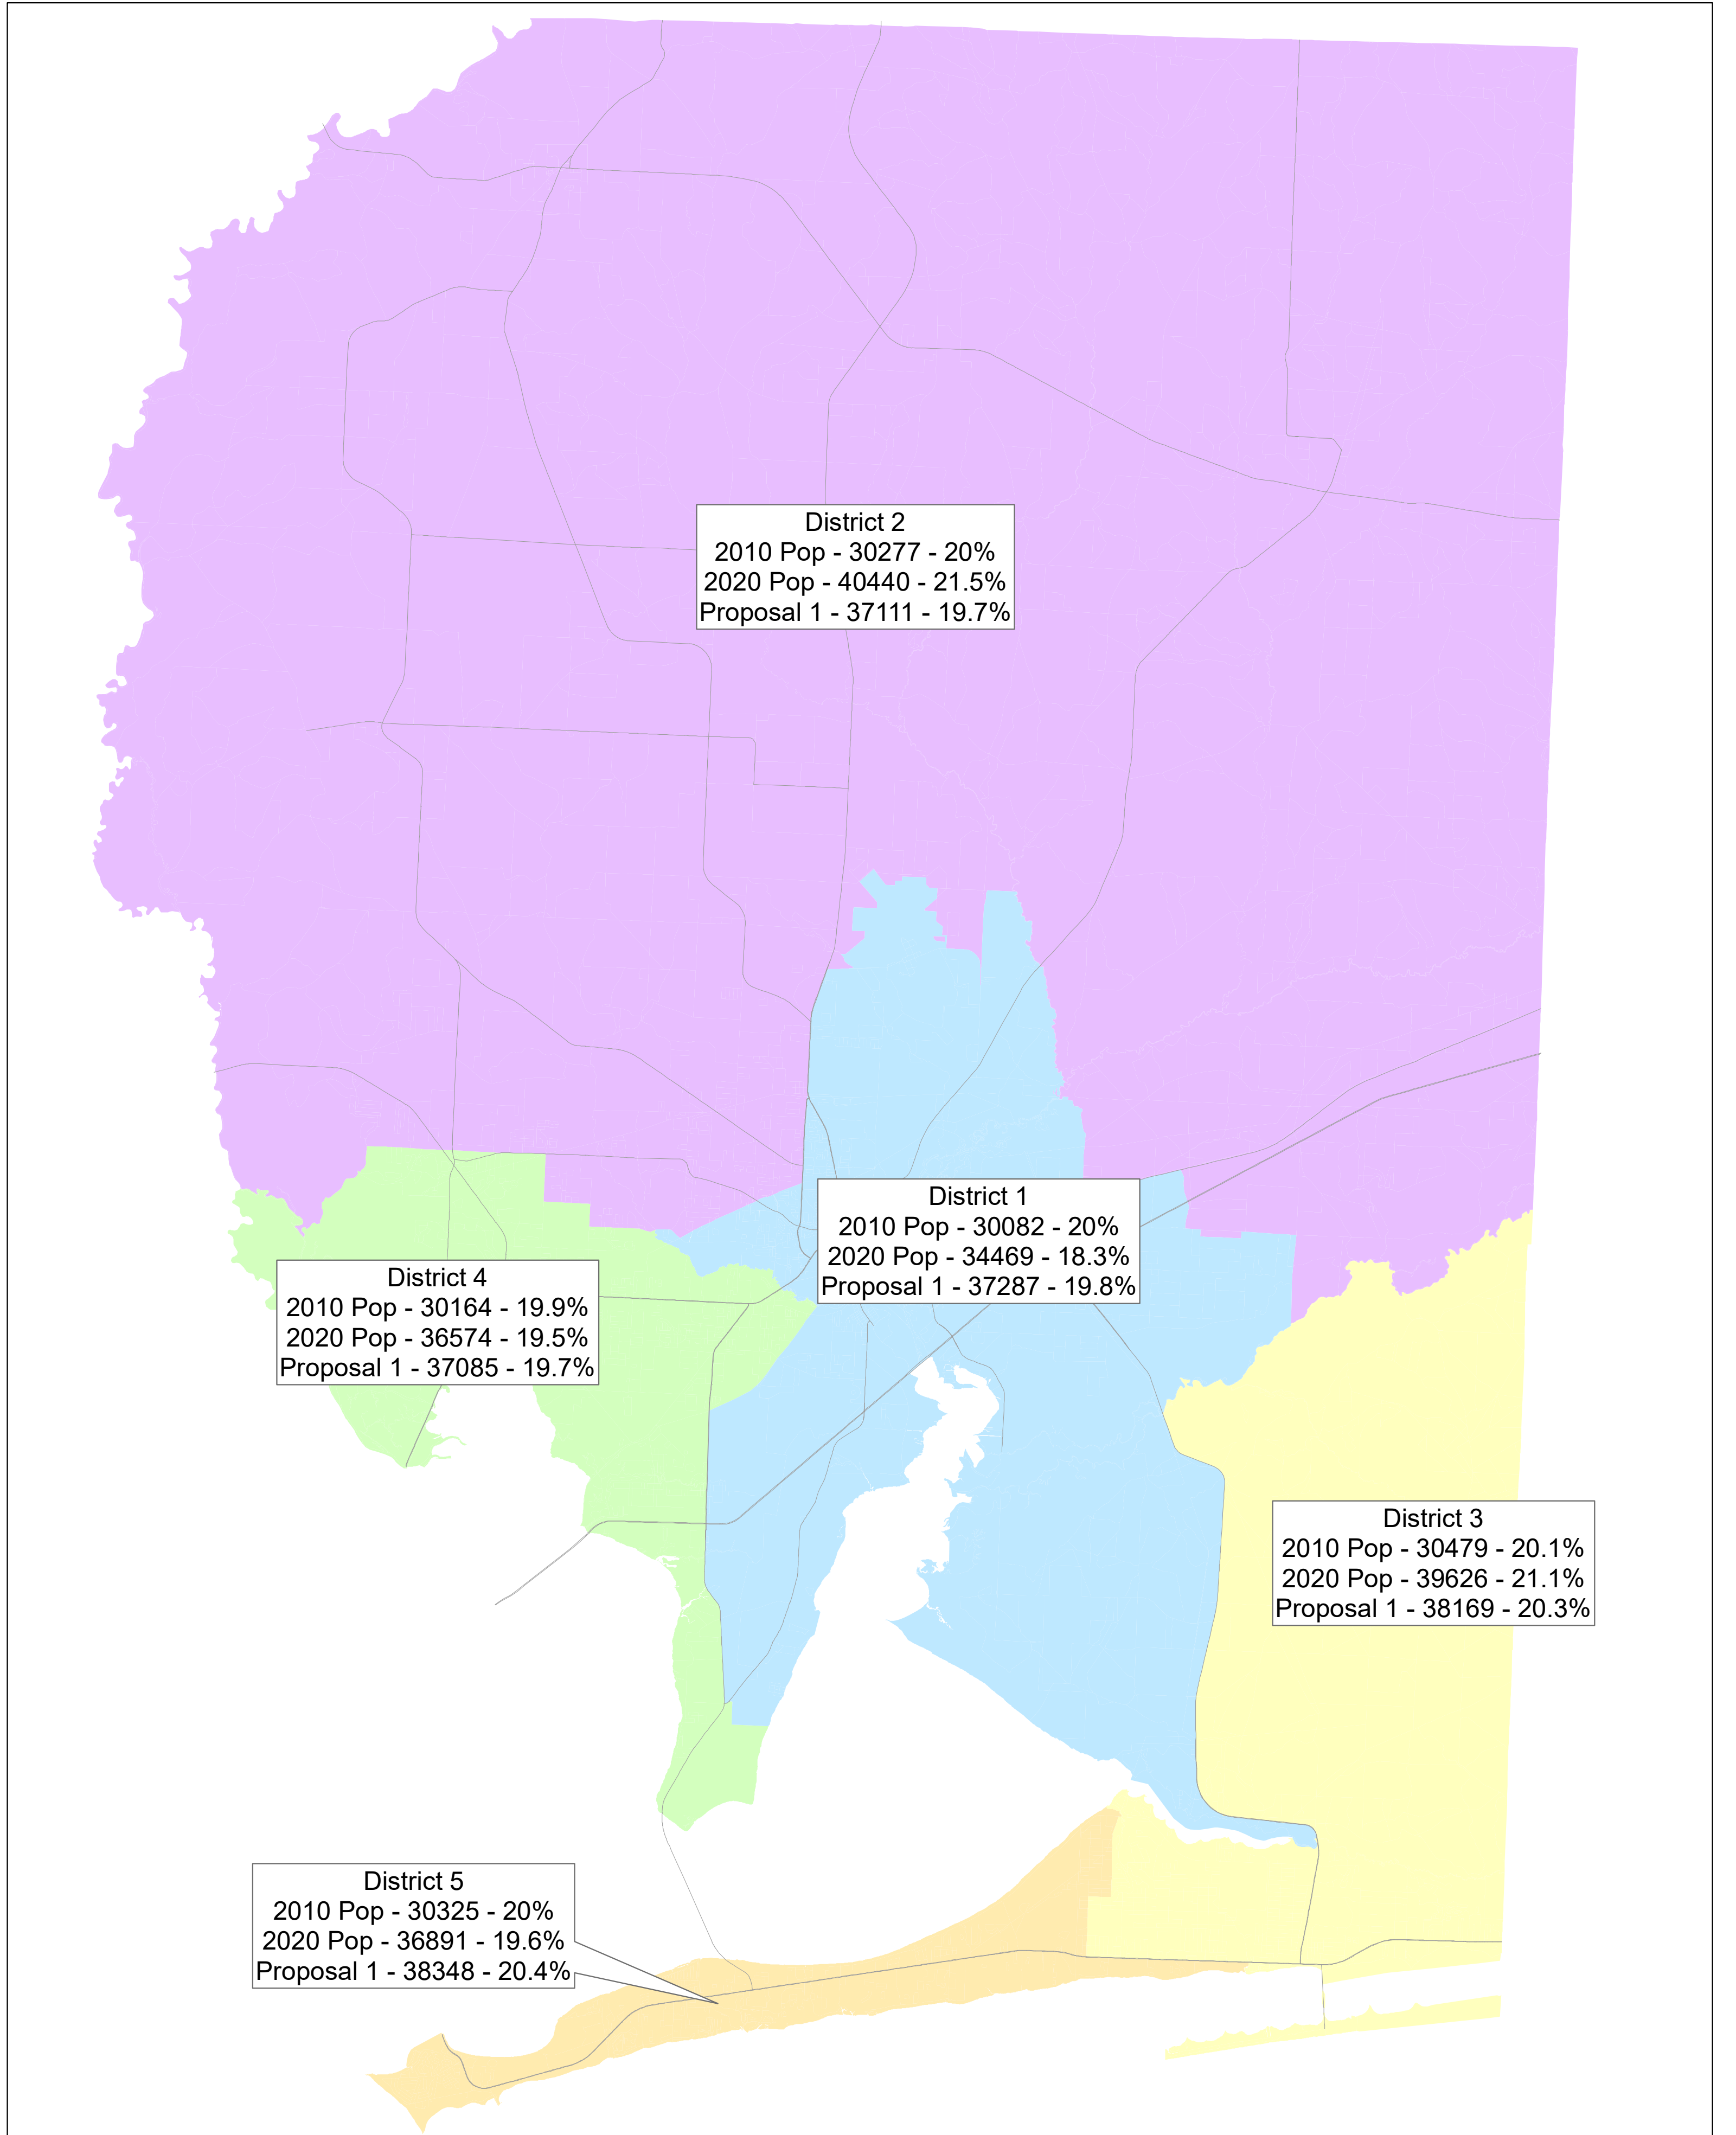 District 2
2010 Pop - 30277 - 20%
2020 Pop - 40440 - 21.5%
Proposal 1 - 37111 - 19.7%
District 1
2010 Pop - 30082 - 20%
2020 Pop - 34469 - 18.3%
Proposal 1 - 37287 - 19.8%
District 4
2010 Pop - 30164 - 19.9%
2020 Pop - 36574 - 19.5%
Proposal 1 - 37085 - 19.7%
District 3
2010 Pop - 30479 - 20.1%
2020 Pop - 39626 - 21.1%
Proposal 1 - 38169 - 20.3%
District 5
2010 Pop - 30325 - 20%
2020 Pop - 36891 - 19.6%
Proposal 1 - 38348 - 20.4%